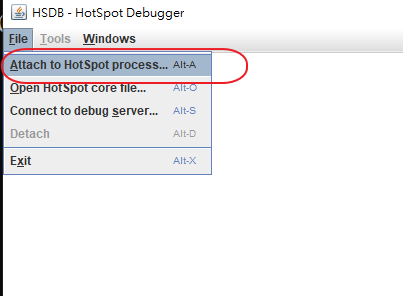 HSDB - HotSpot Debugger
File Tools Windows
Attach to HotSpot process... Alt-A
Open HotSpot core file... Alt-O
Connect to debug server... Alt-S
Detach Alt-D
Exit Alt-X